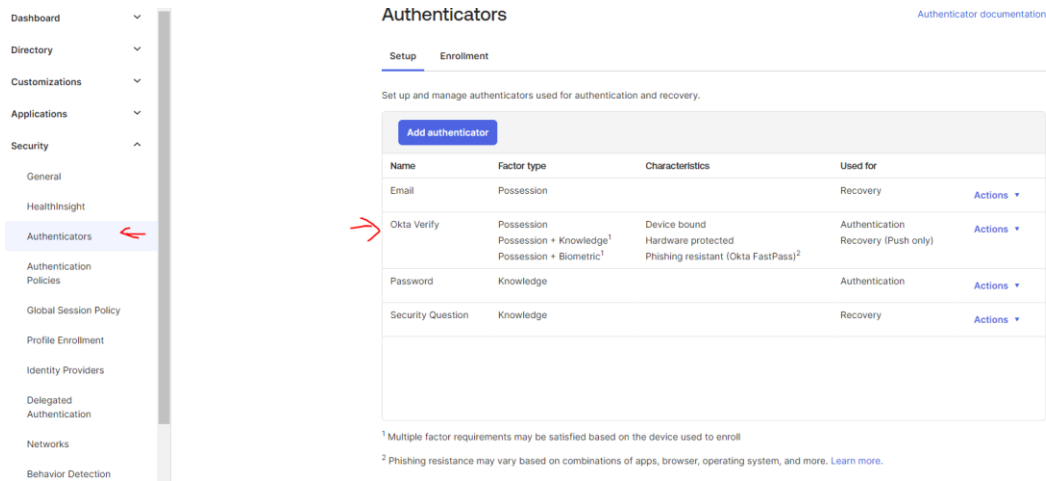 Dashboard
Directory
Customizations
Applications
Security
General
HealthInsight
Authenticators
Authentication
Policies
Global Session Policy
Profile Enrollment
Identity Providers
Delegated
Authentication
Networks
Behavior Detection
Authenticators
Authenticator documentation
Setup Enrollment
Set up and manage authenticators used for authentication and recovery.
Add authenticator
Name Factor type Characteristics Used for
Email Possession Recovery Actions ▼
Okta Verify Possession Device bound Authentication Actions ▼
Possession + Knowledge¹ Hardware protected Recovery (Push only)
Possession + Biometric¹ Phishing resistant (Okta FastPass)²
Password Knowledge Authentication Actions ▼
Security Question Knowledge Recovery Actions ▼
¹ Multiple factor requirements may be satisfied based on the device used to enroll
² Phishing resistance may vary based on combinations of apps, browser, operating system, and more. Learn more.